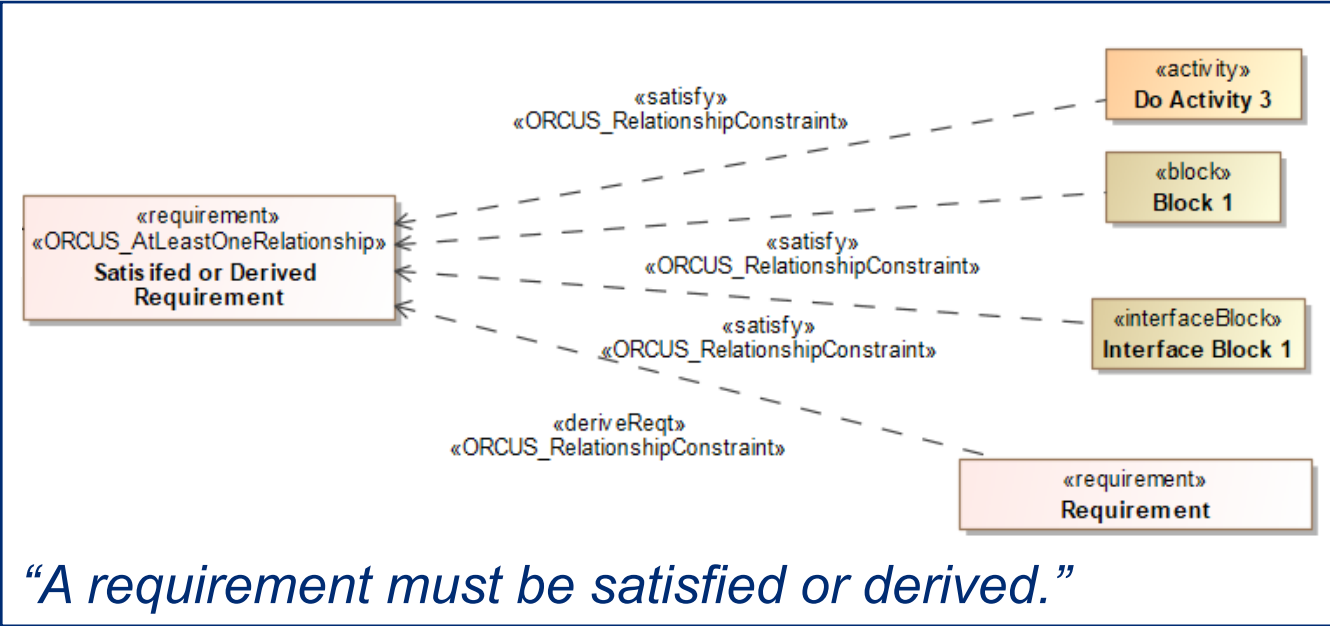 «activity»
Do Activity 3
«satisfy»
«ORCUS_RelationshipConstraint»
«block»
Block 1
«requirement»
«ORCUS_AtLeastOneRelationship»
Satisifed or Derived
Requirement
«satisfy»
«ORCUS_RelationshipConstraint»
«interfaceBlock»
Interface Block 1
«satisfy»
«ORCUS_RelationshipConstraint»
«deriveReqt»
«ORCUS_RelationshipConstraint»
«requirement»
Requirement
“A requirement must be satisfied or derived.”